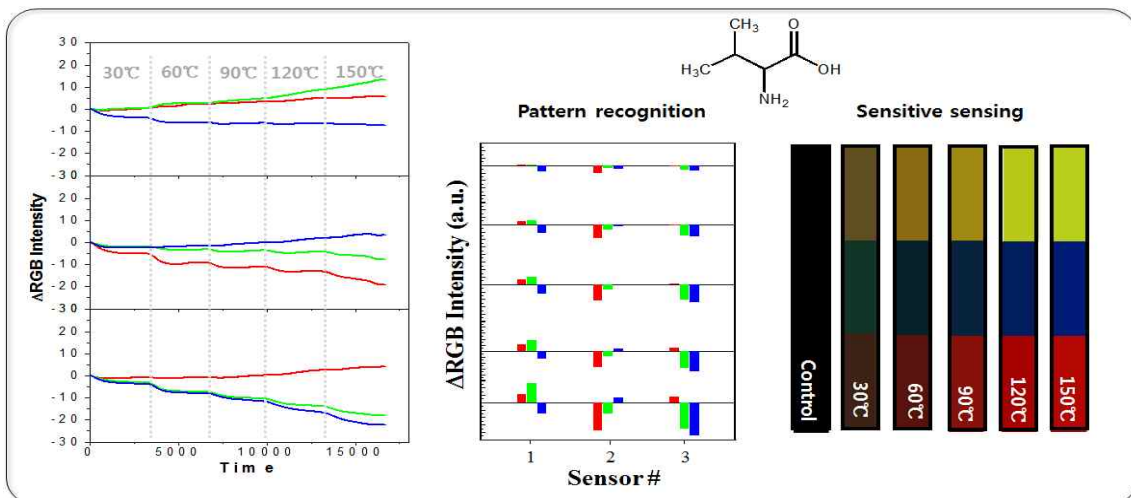 30
20
10
0
-10
-20
-30
20
10
0
-10
-20
-30
20
10
0
-10
-20
-30
30℃ 60℃ 90℃ 120℃ 150℃
ΔRGB Intensity
0 5000 10000 15000
Time
CH₃
H₃C
O
OH
NH₂
Pattern recognition
ΔRGB Intensity (a.u.)
1 2 3
Sensor #
Sensitive sensing
Control
30℃
60℃
90℃
120℃
150℃